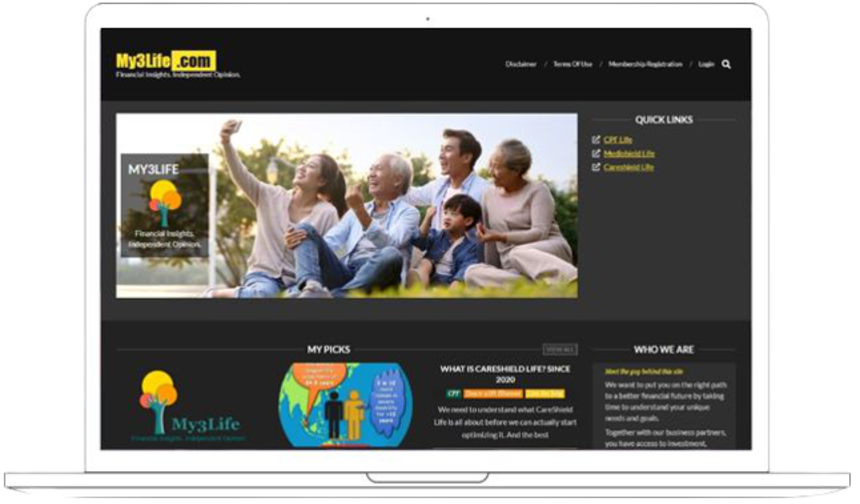 My3Life .com
Financial Insights. Independent Opinion.
Disclaimer / Terms Of Use / Membership Registration / Login
MY3LIFE
Financial Insights.
Independent Opinion.
QUICK LINKS
CPF Life
Medishield Life
Careshield Life
MY PICKS
VIEW ALL
My3Life
Financial Insights. Independent Opinion
WHAT IS CARESHIELD LIFE? SINCE
2020
CPF
We need to understand what CareShield
Life is all about before we can actually start
optimizing it. And the best
WHO WE ARE
Meet the guy behind this site
We want to put you on the right path
to a better financial future by taking
time to understand your unique
needs and goals.
Together with our business partners,
you have access to investment,